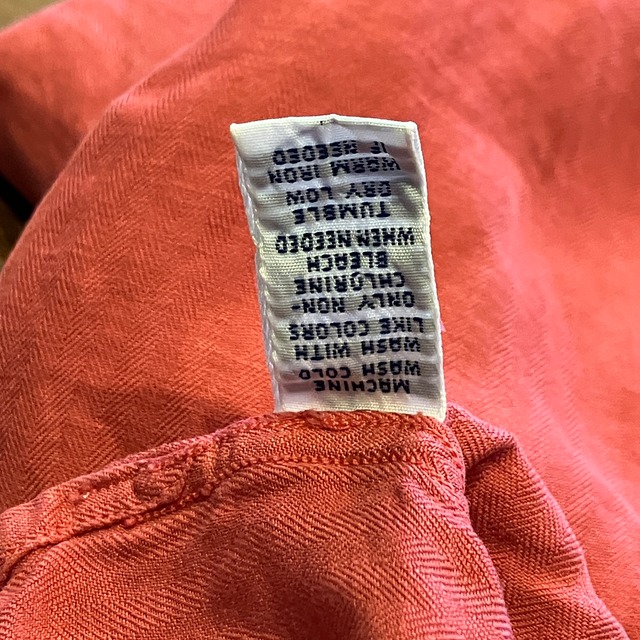 MACHINE
WASH COLD
WASH WITH
LIKE COLORS
ONLY NON-
CHLORINE
BLEACH
WHEN NEEDED
TUMBLE
DRY LOW
WARM IRON
IF NEEDED